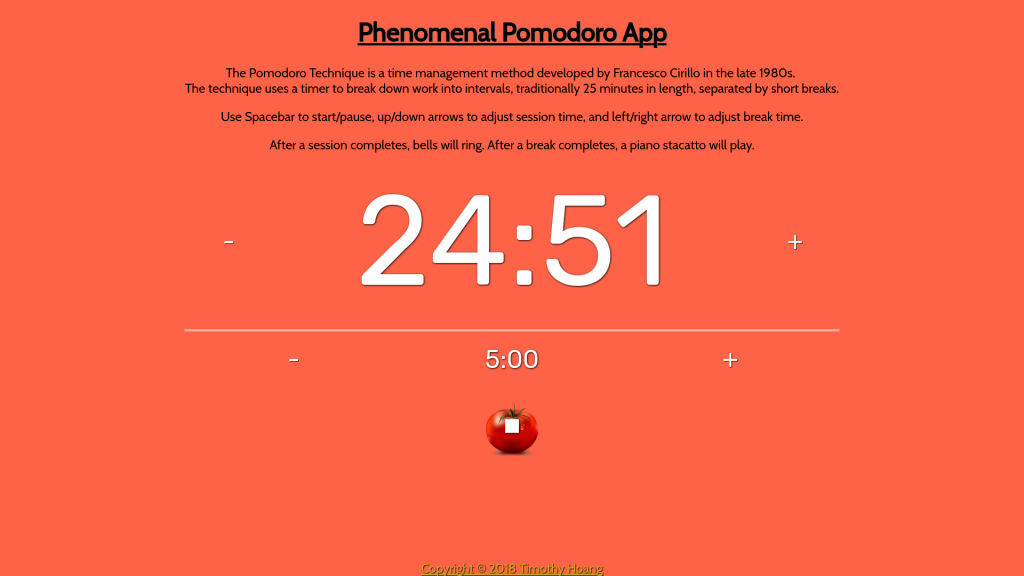 Phenomenal Pomodoro App
The Pomodoro Technique is a time management method developed by Francesco Cirillo in the late 1980s.
The technique uses a timer to break down work into intervals, traditionally 25 minutes in length, separated by short breaks.
Use Spacebar to start/pause, up/down arrows to adjust session time, and left/right arrow to adjust break time.
After a session completes, bells will ring. After a break completes, a piano stacatto will play.
- 24:51 +
- 5:00 +
Copyright © 2018 Timothy Hoang